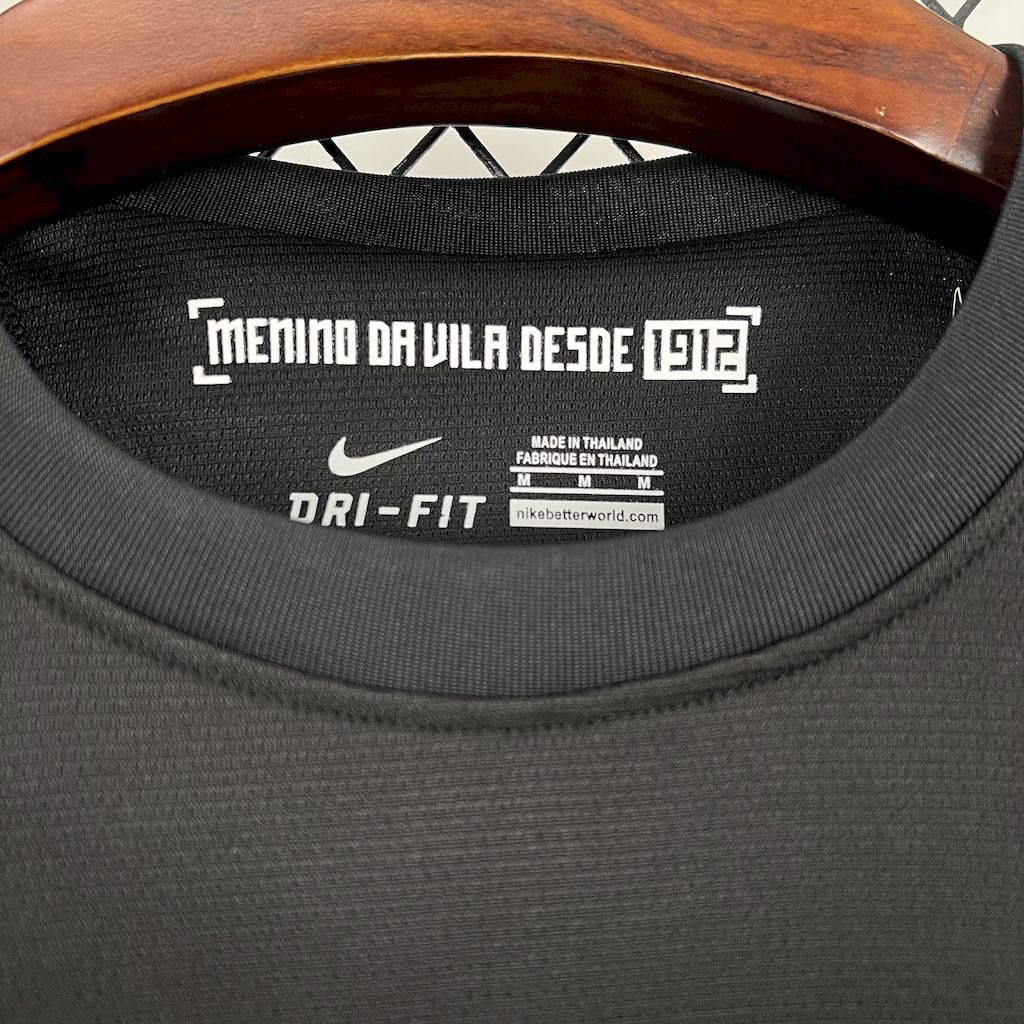 MENINO DA VILA DESDE 1912
DRI-FIT
MADE IN THAILAND
FABRIQUE EN THAILAND
M M M
nikebetterworld.com